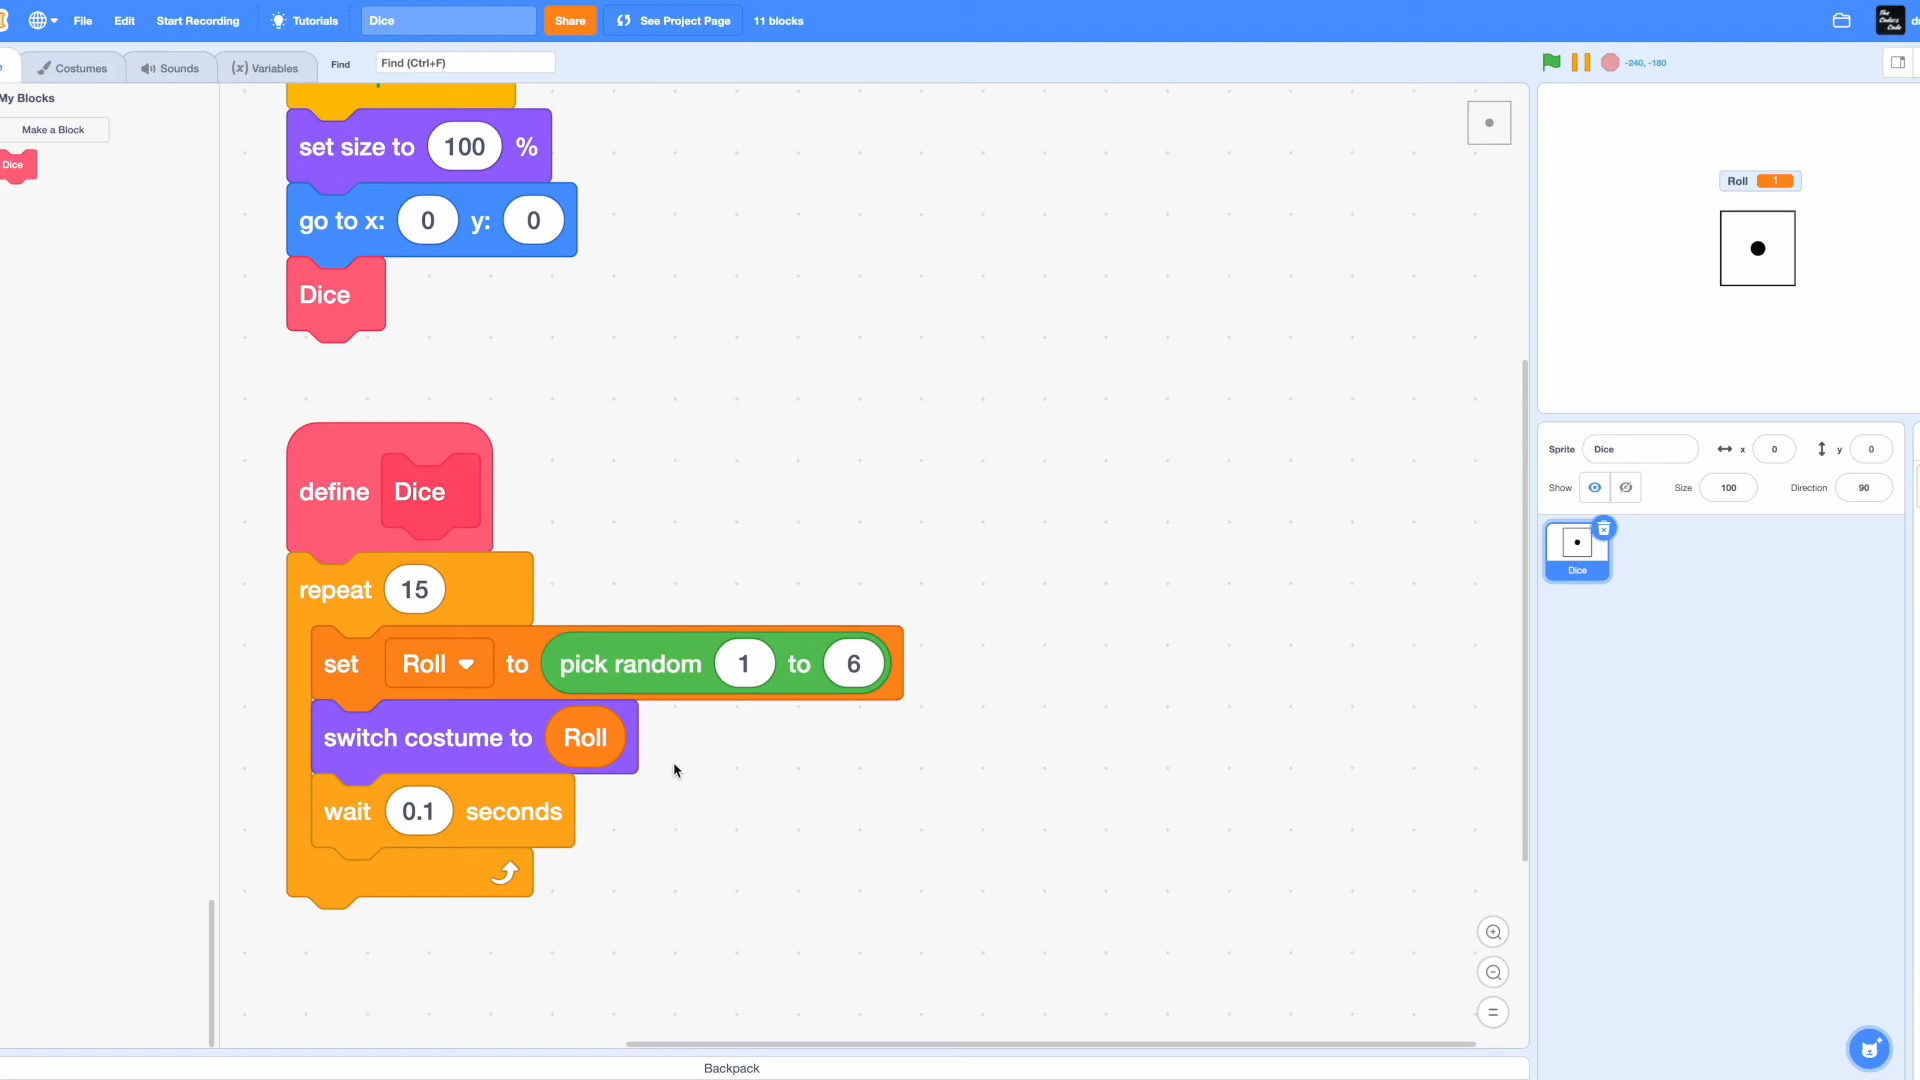 File Edit Start Recording Tutorials Dice Share See Project Page 11 blocks The Coders Code
Costumes Sounds (x) Variables Find Find (Ctrl+F) -240, -180
My Blocks
Make a Block
Dice
set size to 100 %
go to x: 0 y: 0
Dice
define Dice
repeat 15
set Roll to pick random 1 to 6
switch costume to Roll
wait 0.1 seconds
Roll 1
Sprite Dice x 0 y 0
Show Size 100 Direction 90
Dice
Backpack